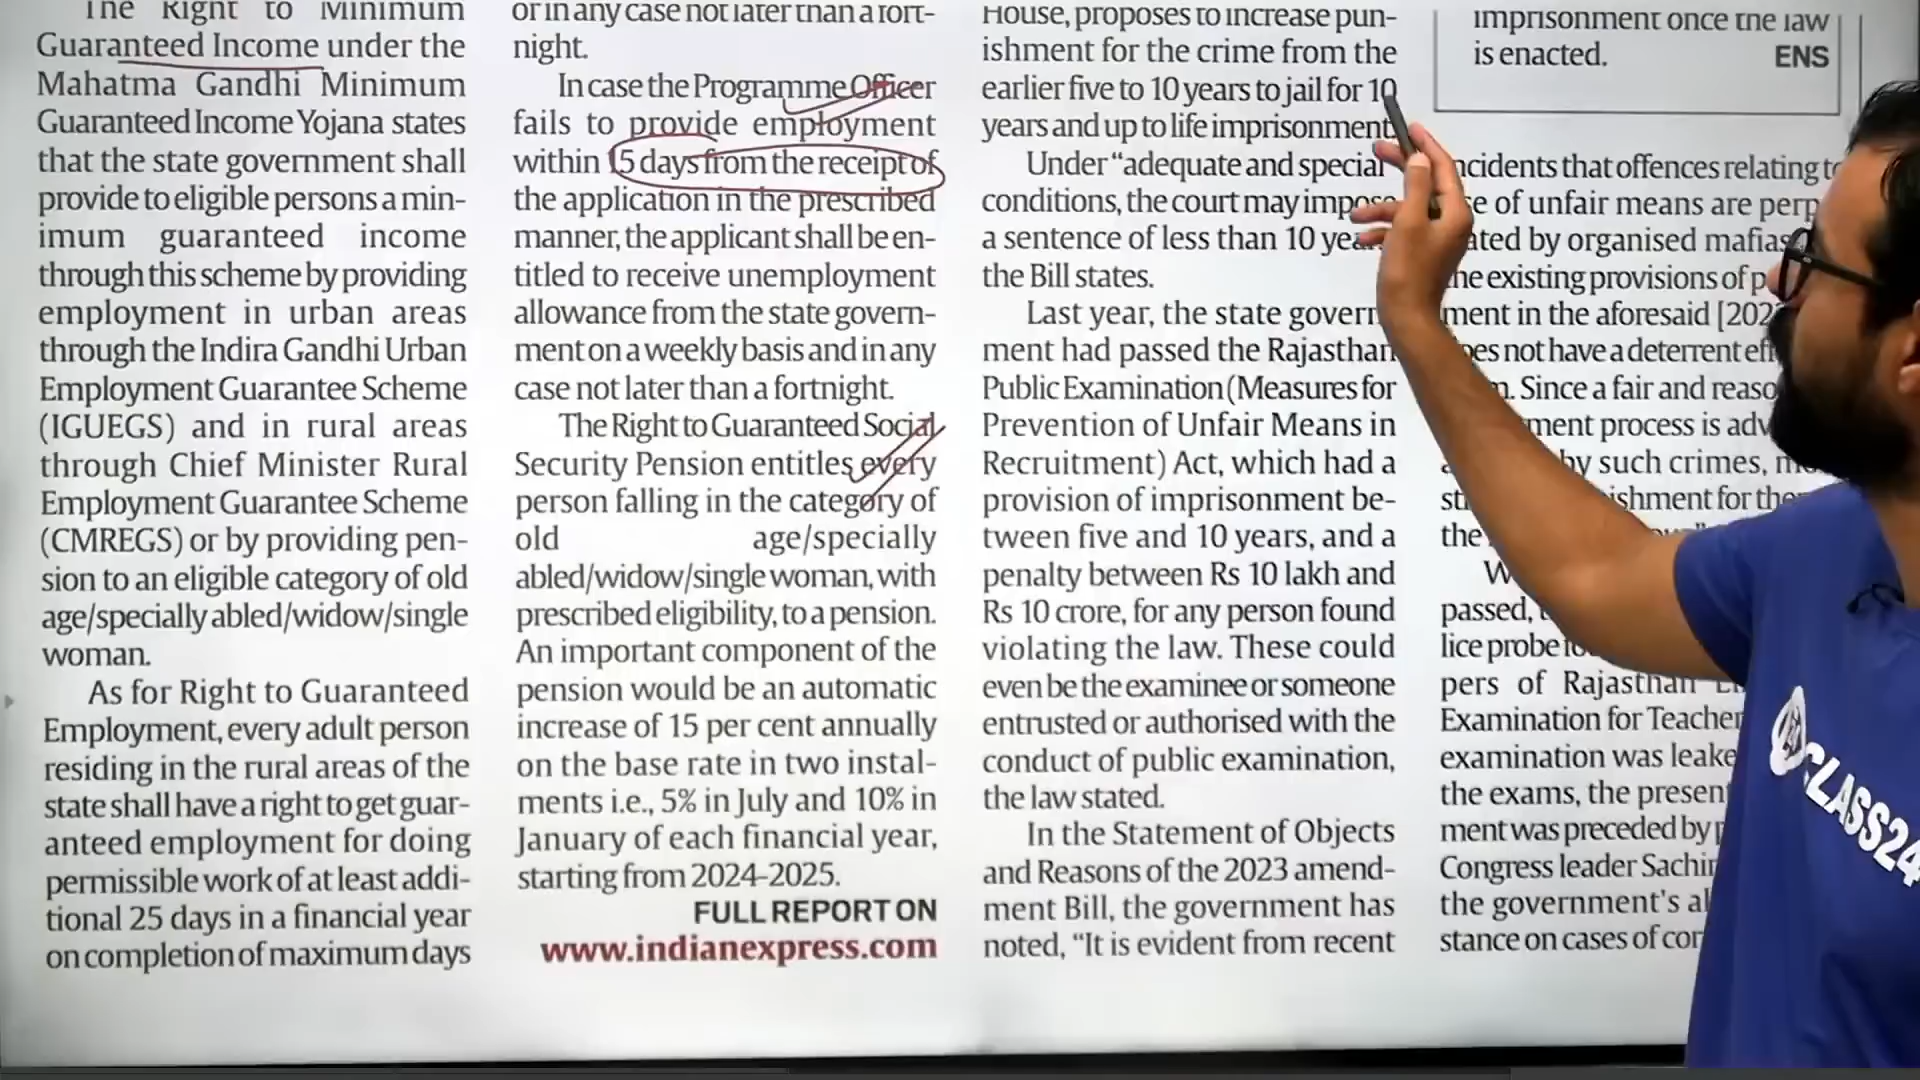 The Right to Minimum
Guaranteed Income under the
Mahatma Gandhi Minimum
Guaranteed Income Yojana states
that the state government shall
provide to eligible persons a min-
imum guaranteed income
through this scheme by providing
employment in urban areas
through the Indira Gandhi Urban
Employment Guarantee Scheme
(IGUEGS) and in rural areas
through Chief Minister Rural
Employment Guarantee Scheme
(CMREGS) or by providing pen-
sion to an eligible category of old
age/specially abled/widow/single
woman.
As for Right to Guaranteed
Employment, every adult person
residing in the rural areas of the
state shall have a right to get guar-
anteed employment for doing
permissible work of at least addi-
tional 25 days in a financial year
on completion of maximum days
or in any case not later than a fort-
night.
In case the Programme Officer
fails to provide employment
within 15 days from the receipt of
the application in the prescribed
manner, the applicant shall be en-
titled to receive unemployment
allowance from the state govern-
ment on a weekly basis and in any
case not later than a fortnight.
The Right to Guaranteed Social
Security Pension entitles every
person falling in the category of
old age/specially
abled/widow/single woman, with
prescribed eligibility, to a pension.
An important component of the
pension would be an automatic
increase of 15 per cent annually
on the base rate in two instal-
ments i.e., 5% in July and 10% in
January of each financial year,
starting from 2024-2025.
FULL REPORT ON
www.indianexpress.com
House, proposes to increase pun-
ishment for the crime from the
earlier five to 10 years to jail for 10
years and up to life imprisonment.
Under “adequate and special
conditions, the court may impose
a sentence of less than 10
the Bill states.
Last year, the state govern
ment had passed the Rajasthan
Public Examination (Measures for
Prevention of Unfair Means in
Recruitment) Act, which had a
provision of imprisonment be-
tween five and 10 years, and a
penalty between Rs 10 lakh and
Rs 10 crore, for any person found
violating the law. These could
even be the examinee or someone
entrusted or authorised with the
conduct of public examination,
the law stated.
In the Statement of Objects
and Reasons of the 2023 amend-
ment Bill, the government has
noted, “It is evident from recent
imprisonment once the law
is enacted. ENS
ncidents that offences relating to
of unfair means are perp
ated by organised mafias
he existing provisions of p
ment in the aforesaid [202
oes not have a deterrent eff
Since a fair and reaso
ment process is adv
by such crimes,
ishment for
the
passed,
lice probe
pers of Rajasthan
Examination for Teacher
examination was leake
the exams, the present
ment was preceded by
Congress leader Sachin
the government's al
stance on cases of cor
CLASS24